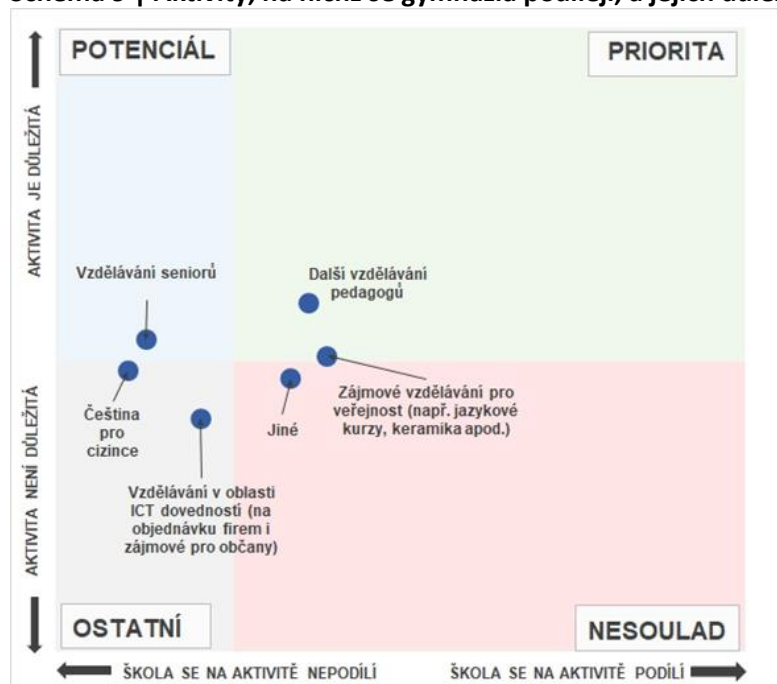 Schéma 5 | Aktivity, na nichž se gymnázia podílejí, a jejich
POTENCIÁL
PRIORITA
AKTIVITA JE DŮLEŽITÁ
Vzdělávání seniorů
Další vzdělávání
pedagogů
Čeština
pro
cizince
Jiné
Zájmové vzdělávání pro
veřejnost (např. jazykové
kurzy, keramika apod.)
Vzdělávání v oblasti
ICT dovedností (na
objednávku firem i
zájmové pro občany)
AKTIVITA NENÍ DŮLEŽITÁ
OSTATNÍ
NESOULAD
ŠKOLA SE NA AKTIVITĚ NEPODÍLÍ
ŠKOLA SE NA AKTIVITĚ PODÍLÍ